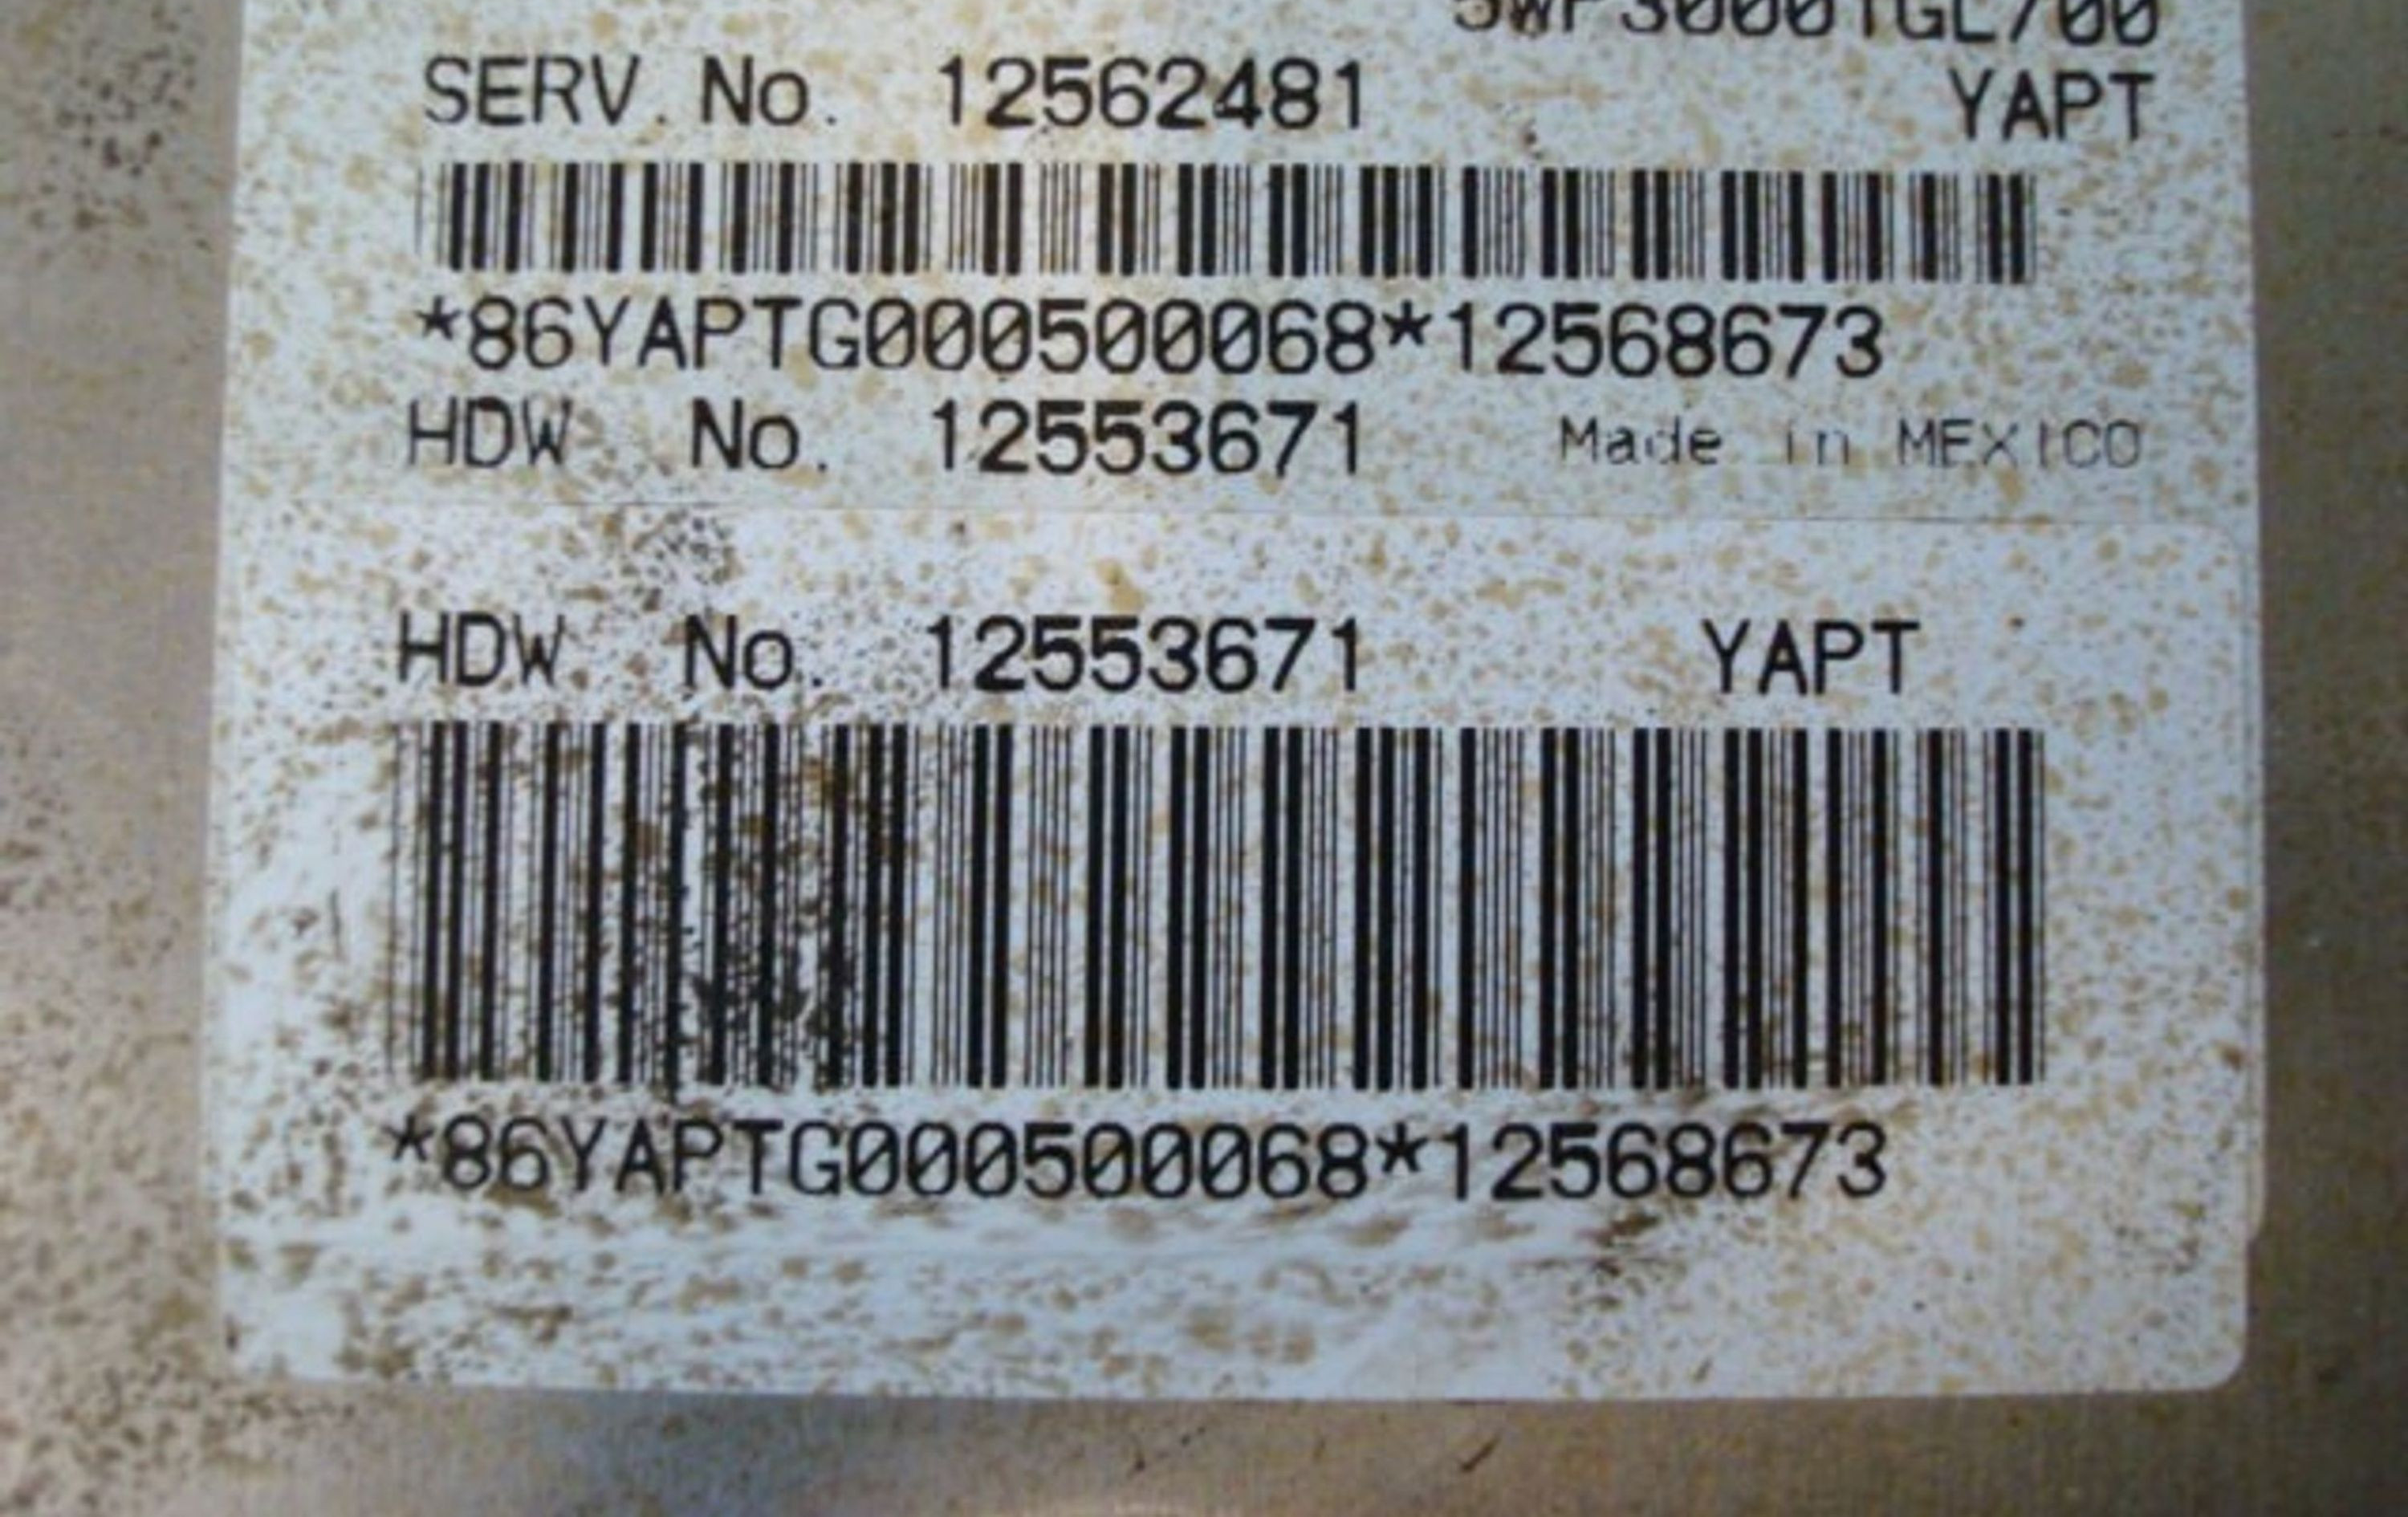 SERV. No. 12562481 YAPT
*86YAPTG000500068*12568673
HDW No. 12553671 Made in MEXICO
HDW No. 12553671 YAPT
*86YAPTG000500068*12568673